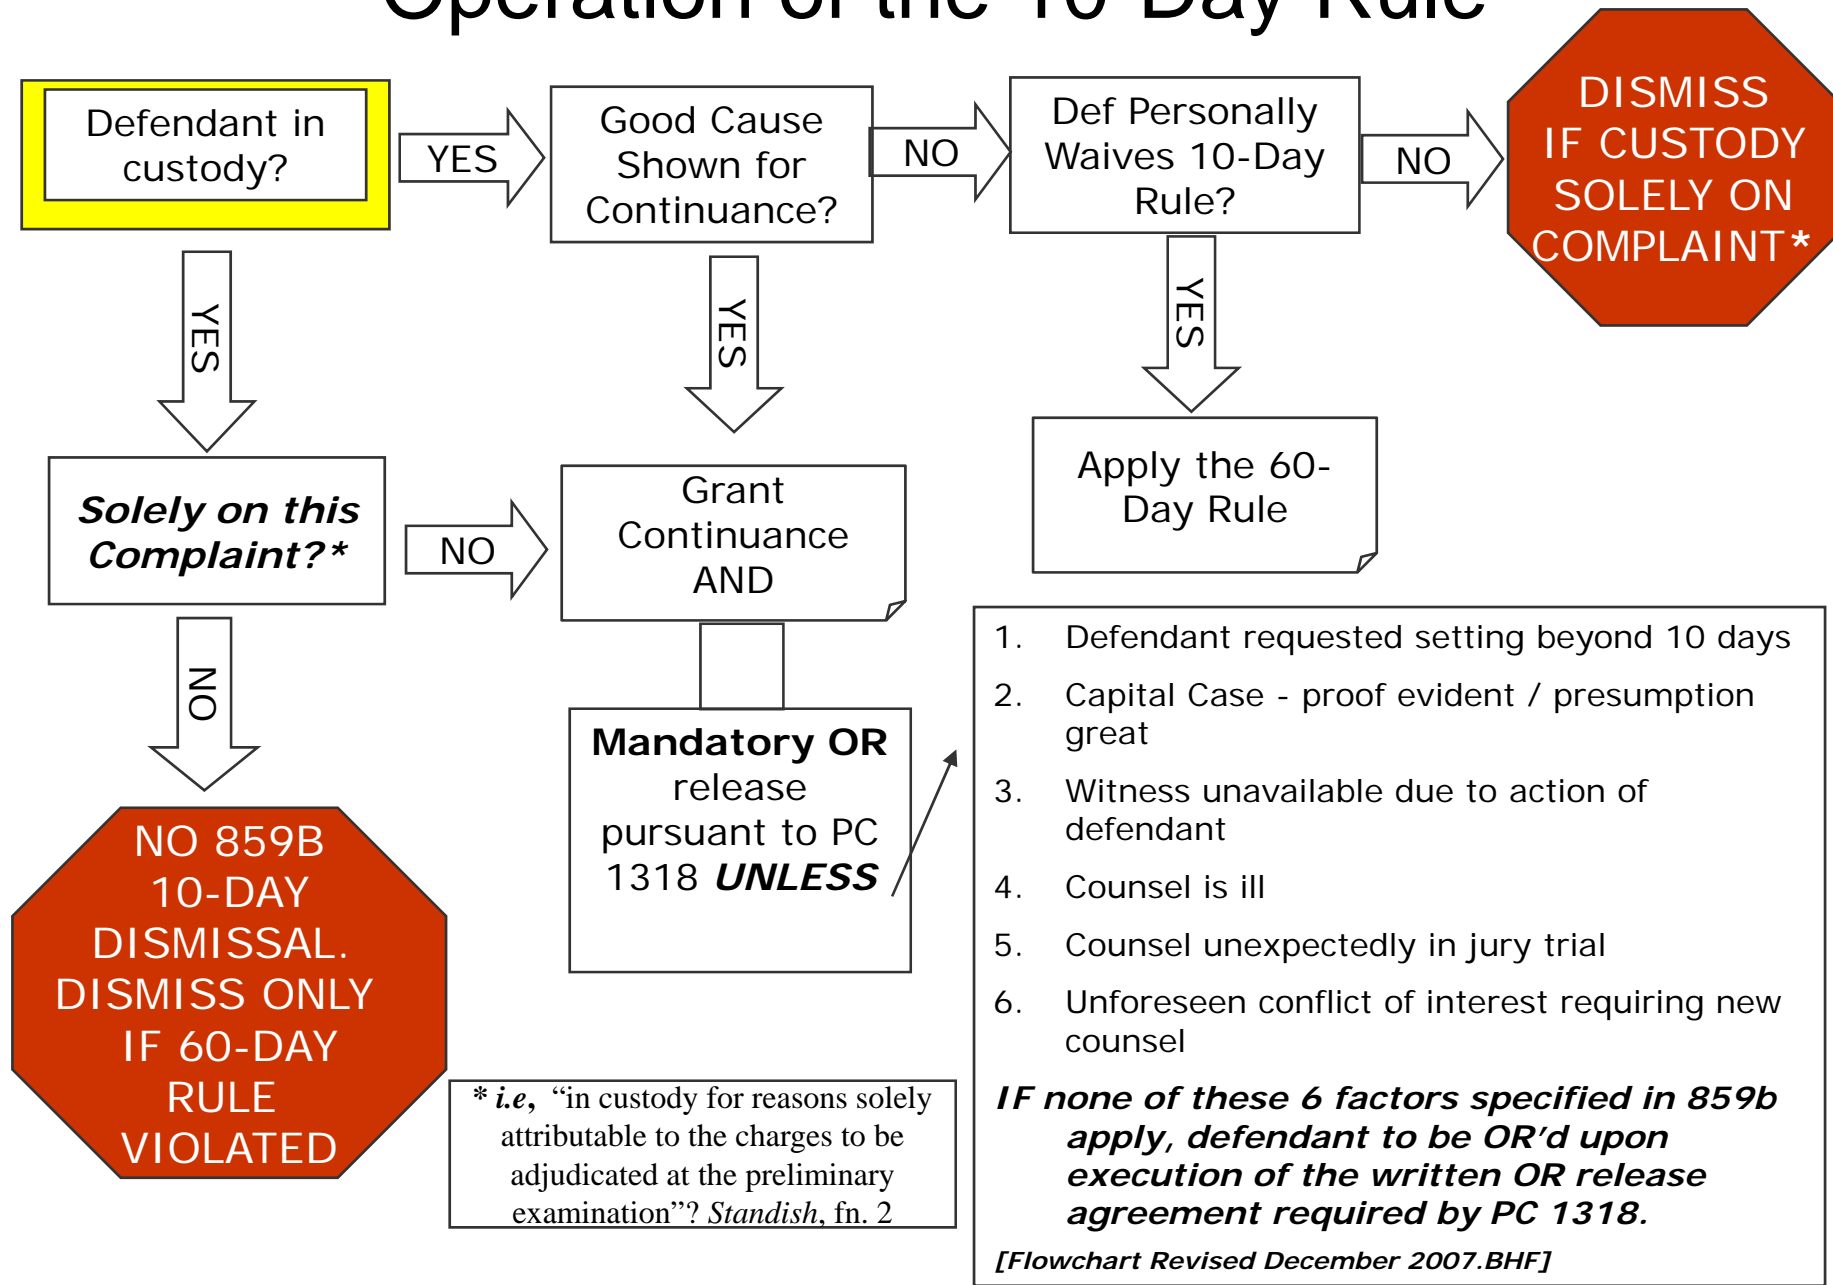 Operation of the 10-Day Rule
Defendant in
custody?
YES
Good Cause
Shown for
Continuance?
NO
Def Personally
Waives 10-Day
Rule?
NO
DISMISS
IF CUSTODY
SOLELY ON
COMPLAINT*
YES
YES
YES
Solely on this
Complaint?*
NO
Grant
Continuance
AND
Apply the 60-
Day Rule
NO
Mandatory OR
release
pursuant to PC
1318 UNLESS
NO 859B
10-DAY
DISMISSAL.
DISMISS ONLY
IF 60-DAY
RULE
VIOLATED
* i.e, “in custody for reasons solely
attributable to the charges to be
adjudicated at the preliminary
examination”? Standish, fn. 2
1. Defendant requested setting beyond 10 days
2. Capital Case - proof evident / presumption
great
3. Witness unavailable due to action of
defendant
4. Counsel is ill
5. Counsel unexpectedly in jury trial
6. Unforeseen conflict of interest requiring new
counsel
IF none of these 6 factors specified in 859b
apply, defendant to be OR’d upon
execution of the written OR release
agreement required by PC 1318.
[Flowchart Revised December 2007.BHF]